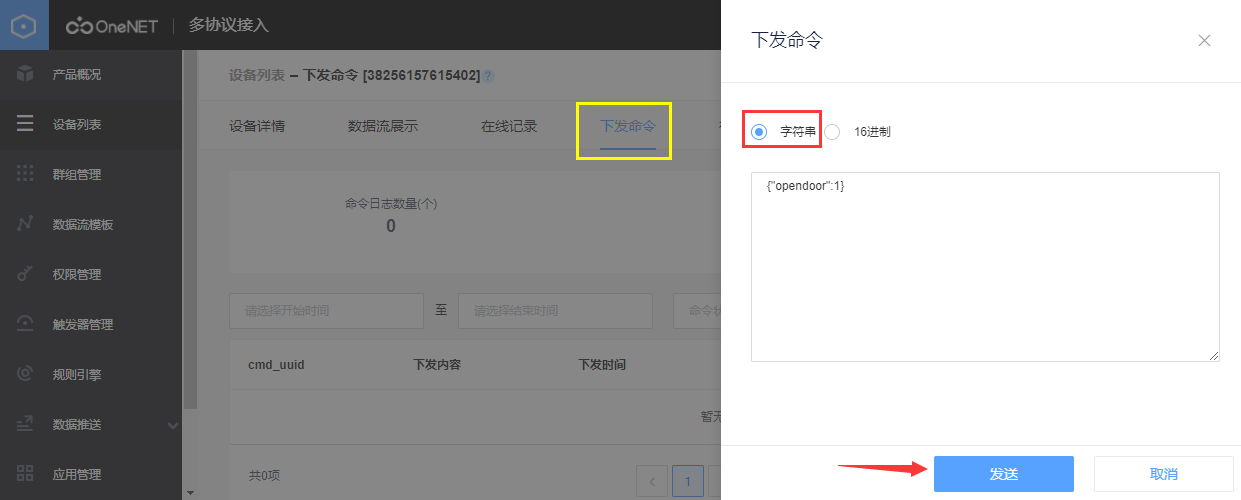 OneNET
多协议接入
产品概况
设备列表
群组管理
数据流模板
权限管理
触发器管理
规则引擎
数据推送
应用管理
设备列表 – 下发命令 [38256157615402] ?
设备详情 数据流展示 在线记录 下发命令
命令日志数量(个)
0
请选择开始时间 至 请选择结束时间 命令
cmd_uuid 下发内容 下发时间
暂无
共0项
< 1
下发命令
字符串 16进制
{"opendoor":1}
发送 取消